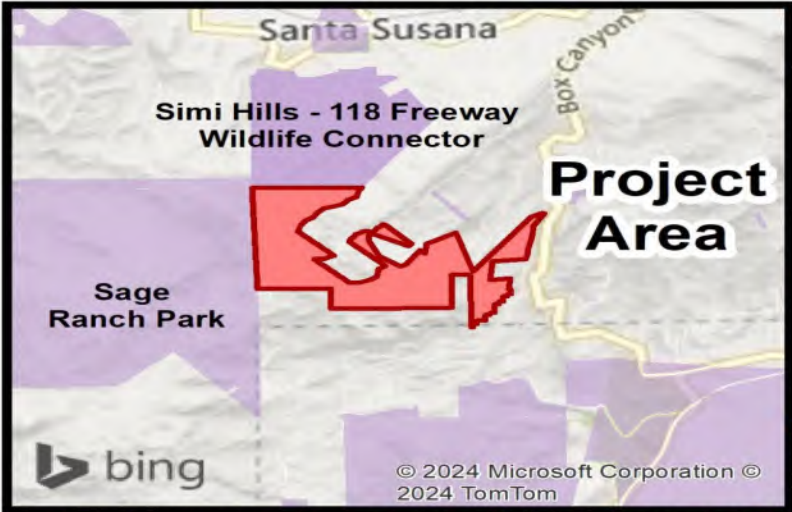 Santa Susana
Box Canyon
Simi Hills - 118 Freeway
Wildlife Connector
Project
Area
Sage
Ranch Park
bing
© 2024 Microsoft Corporation ©
2024 TomTom